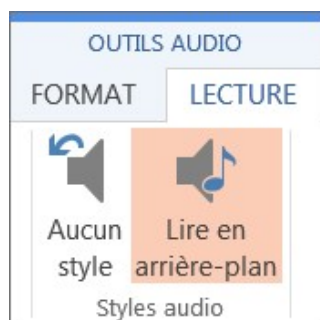 OUTILS AUDIO
FORMAT LECTURE
Aucun style
Lire en arrière-plan
Styles audio